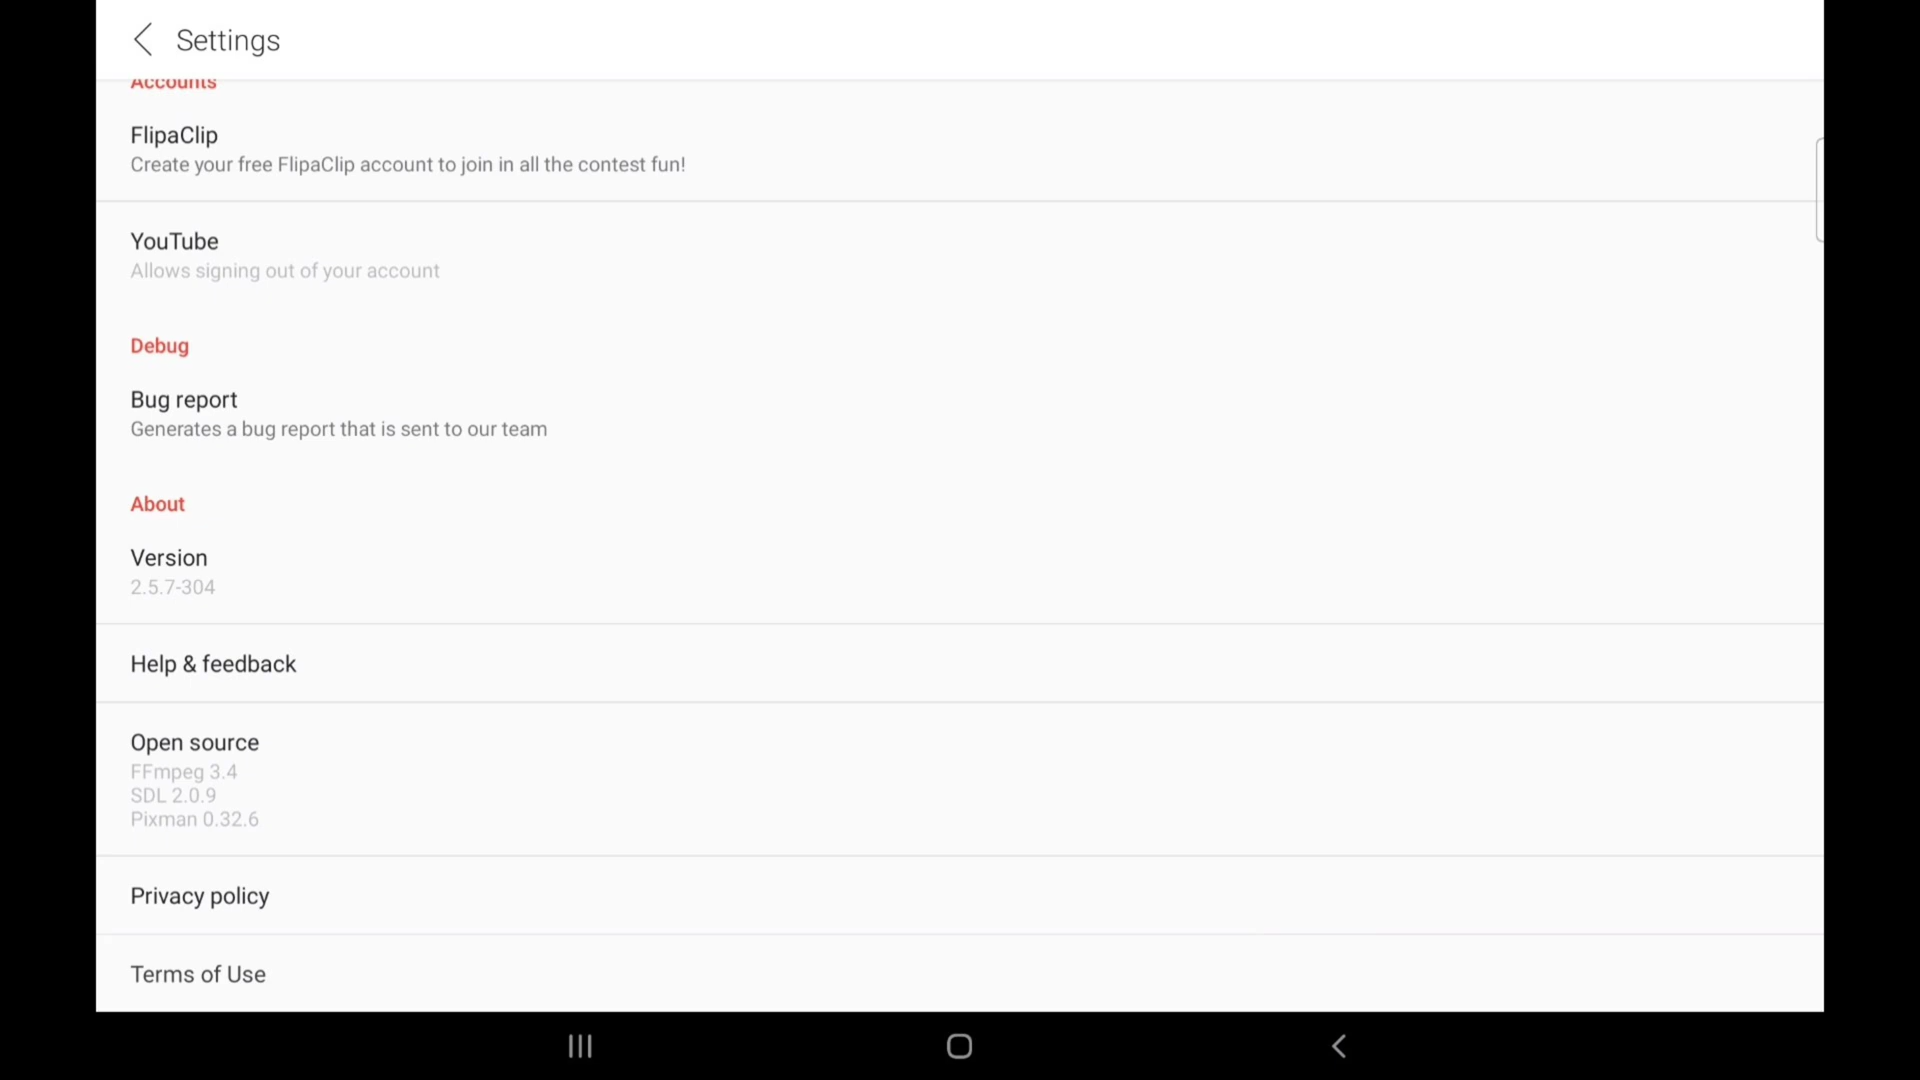 Settings
Accounts
FlipaClip
Create your free FlipaClip account to join in all the contest fun!
YouTube
Allows signing out of your account
Debug
Bug report
Generates a bug report that is sent to our team
About
Version
2.5.7-304
Help & feedback
Open source
FFmpeg 3.4
SDL 2.0.9
Pixman 0.32.6
Privacy policy
Terms of Use